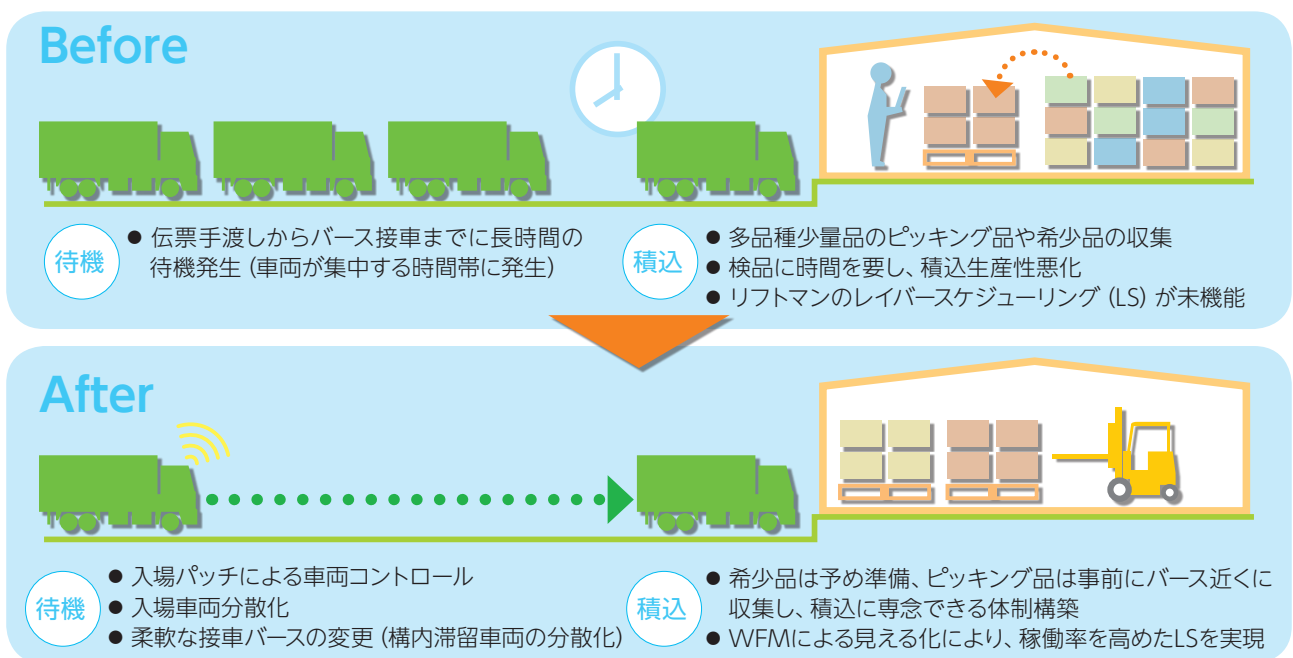 Before
待機
● 伝票手渡しからバース接車までに長時間の
待機発生（車両が集中する時間帯に発生）
積込
● 多品種少量品のピッキング品や希少品の収集
● 検品に時間を要し、積込生産性悪化
● リフトマンのレイバースケジューリング（LS）が未機能
After
待機
● 入場パッチによる車両コントロール
● 入場車両分散化
● 柔軟な接車バースの変更（構内滞留車両の分散化）
積込
● 希少品は予め準備、ピッキング品は事前にバース近くに
収集し、積込に専念できる体制構築
● WFMによる見える化により、稼働率を高めたLSを実現